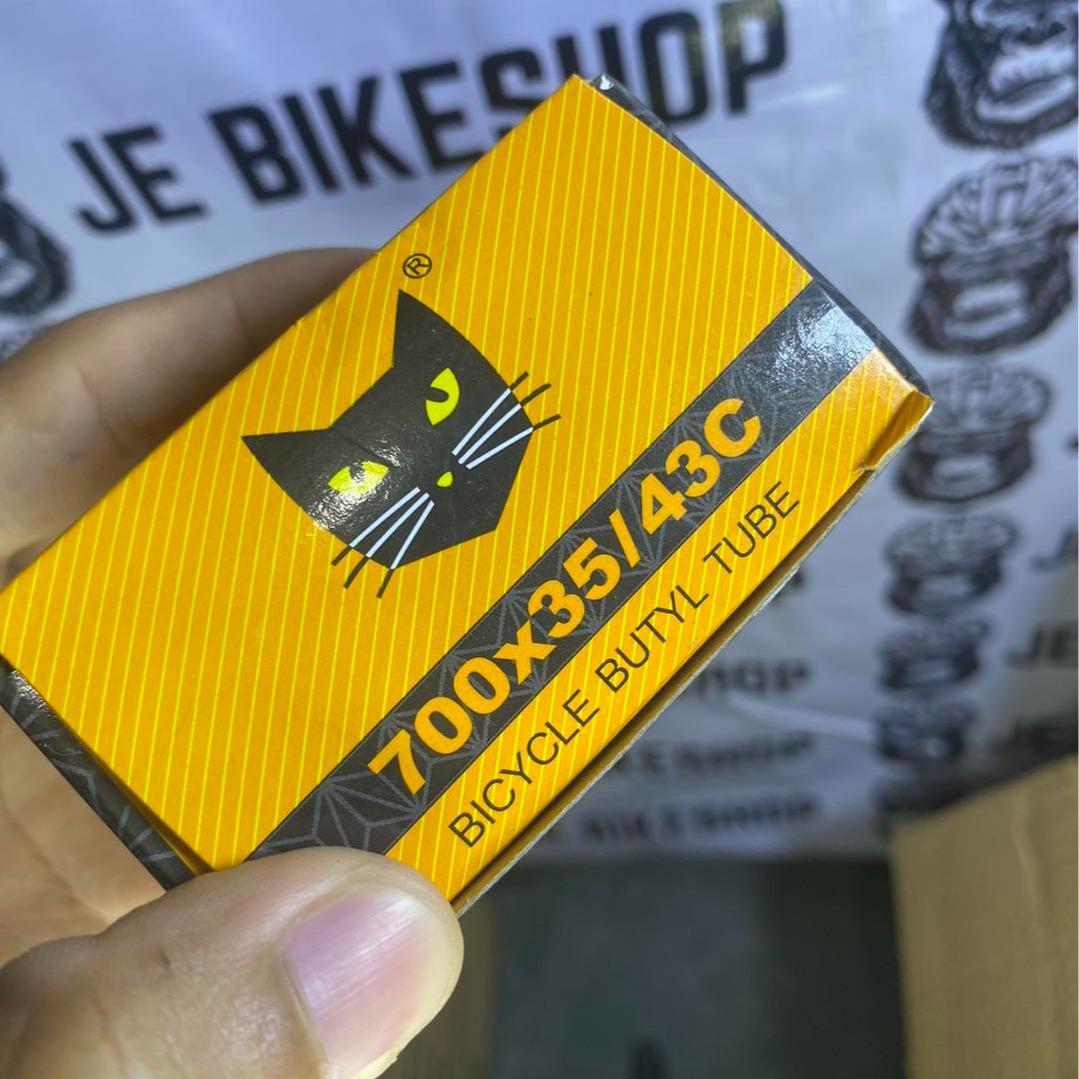 JE BIKESHOP
®
700x35/43C
BICYCLE BUTYL TUBE